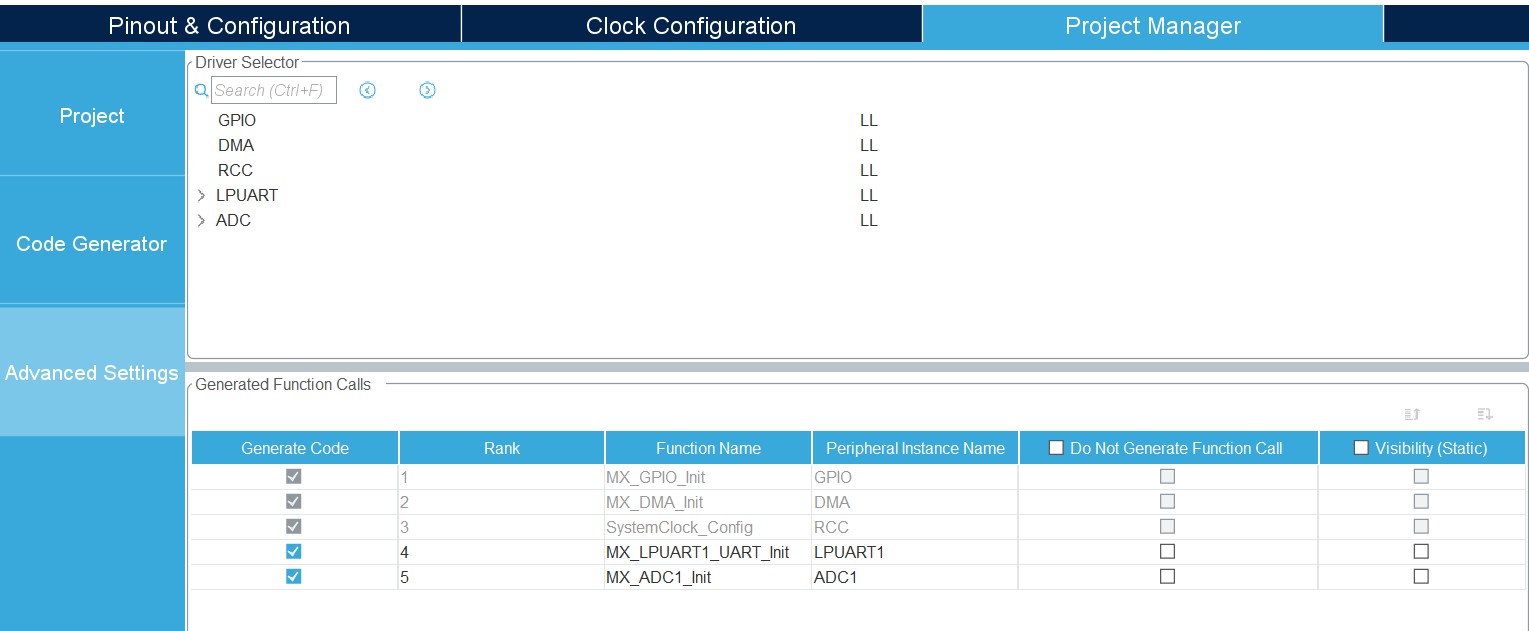 Pinout & Configuration Clock Configuration Project Manager
Project
Code Generator
Advanced Settings
Driver Selector
Search (Ctrl+F)
GPIO LL
DMA LL
RCC LL
LPUART LL
ADC LL
Generated Function Calls
Generate Code Rank Function Name Peripheral Instance Name Do Not Generate Function Call Visibility (Static)
1 MX_GPIO_Init GPIO
2 MX_DMA_Init DMA
3 SystemClock_Config RCC
4 MX_LPUART1_UART_Init LPUART1
5 MX_ADC1_Init ADC1